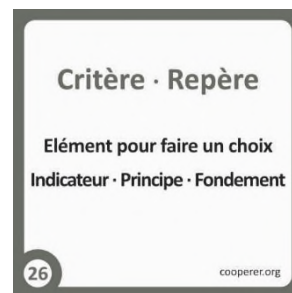 Critère · Repère
Elément pour faire un choix
Indicateur · Principe · Fondement
26
cooperer.org